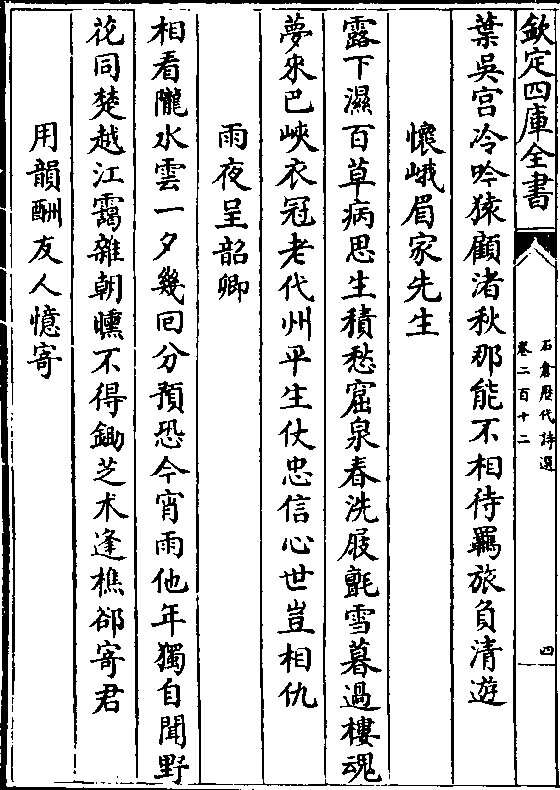 欽定四庫全書
石倉歷代詩選
卷二百十二
四
葉吳宫冷吟猿顧渚秋那能不相待羈旅負清遊
懷峨眉家先生
露下濕百草病思生積愁窟泉春洗屐氈雪暮過樓魂
夢來巴峽衣冠老代州平生仗忠信心世豈相仇
雨夜呈韶卿
相看隴水雲一夕幾回分預恐今宵雨他年獨自聞野
花同楚越江靄雜朝曛不得鋤芝术逢樵郤寄君
用韻酬友人憶寄